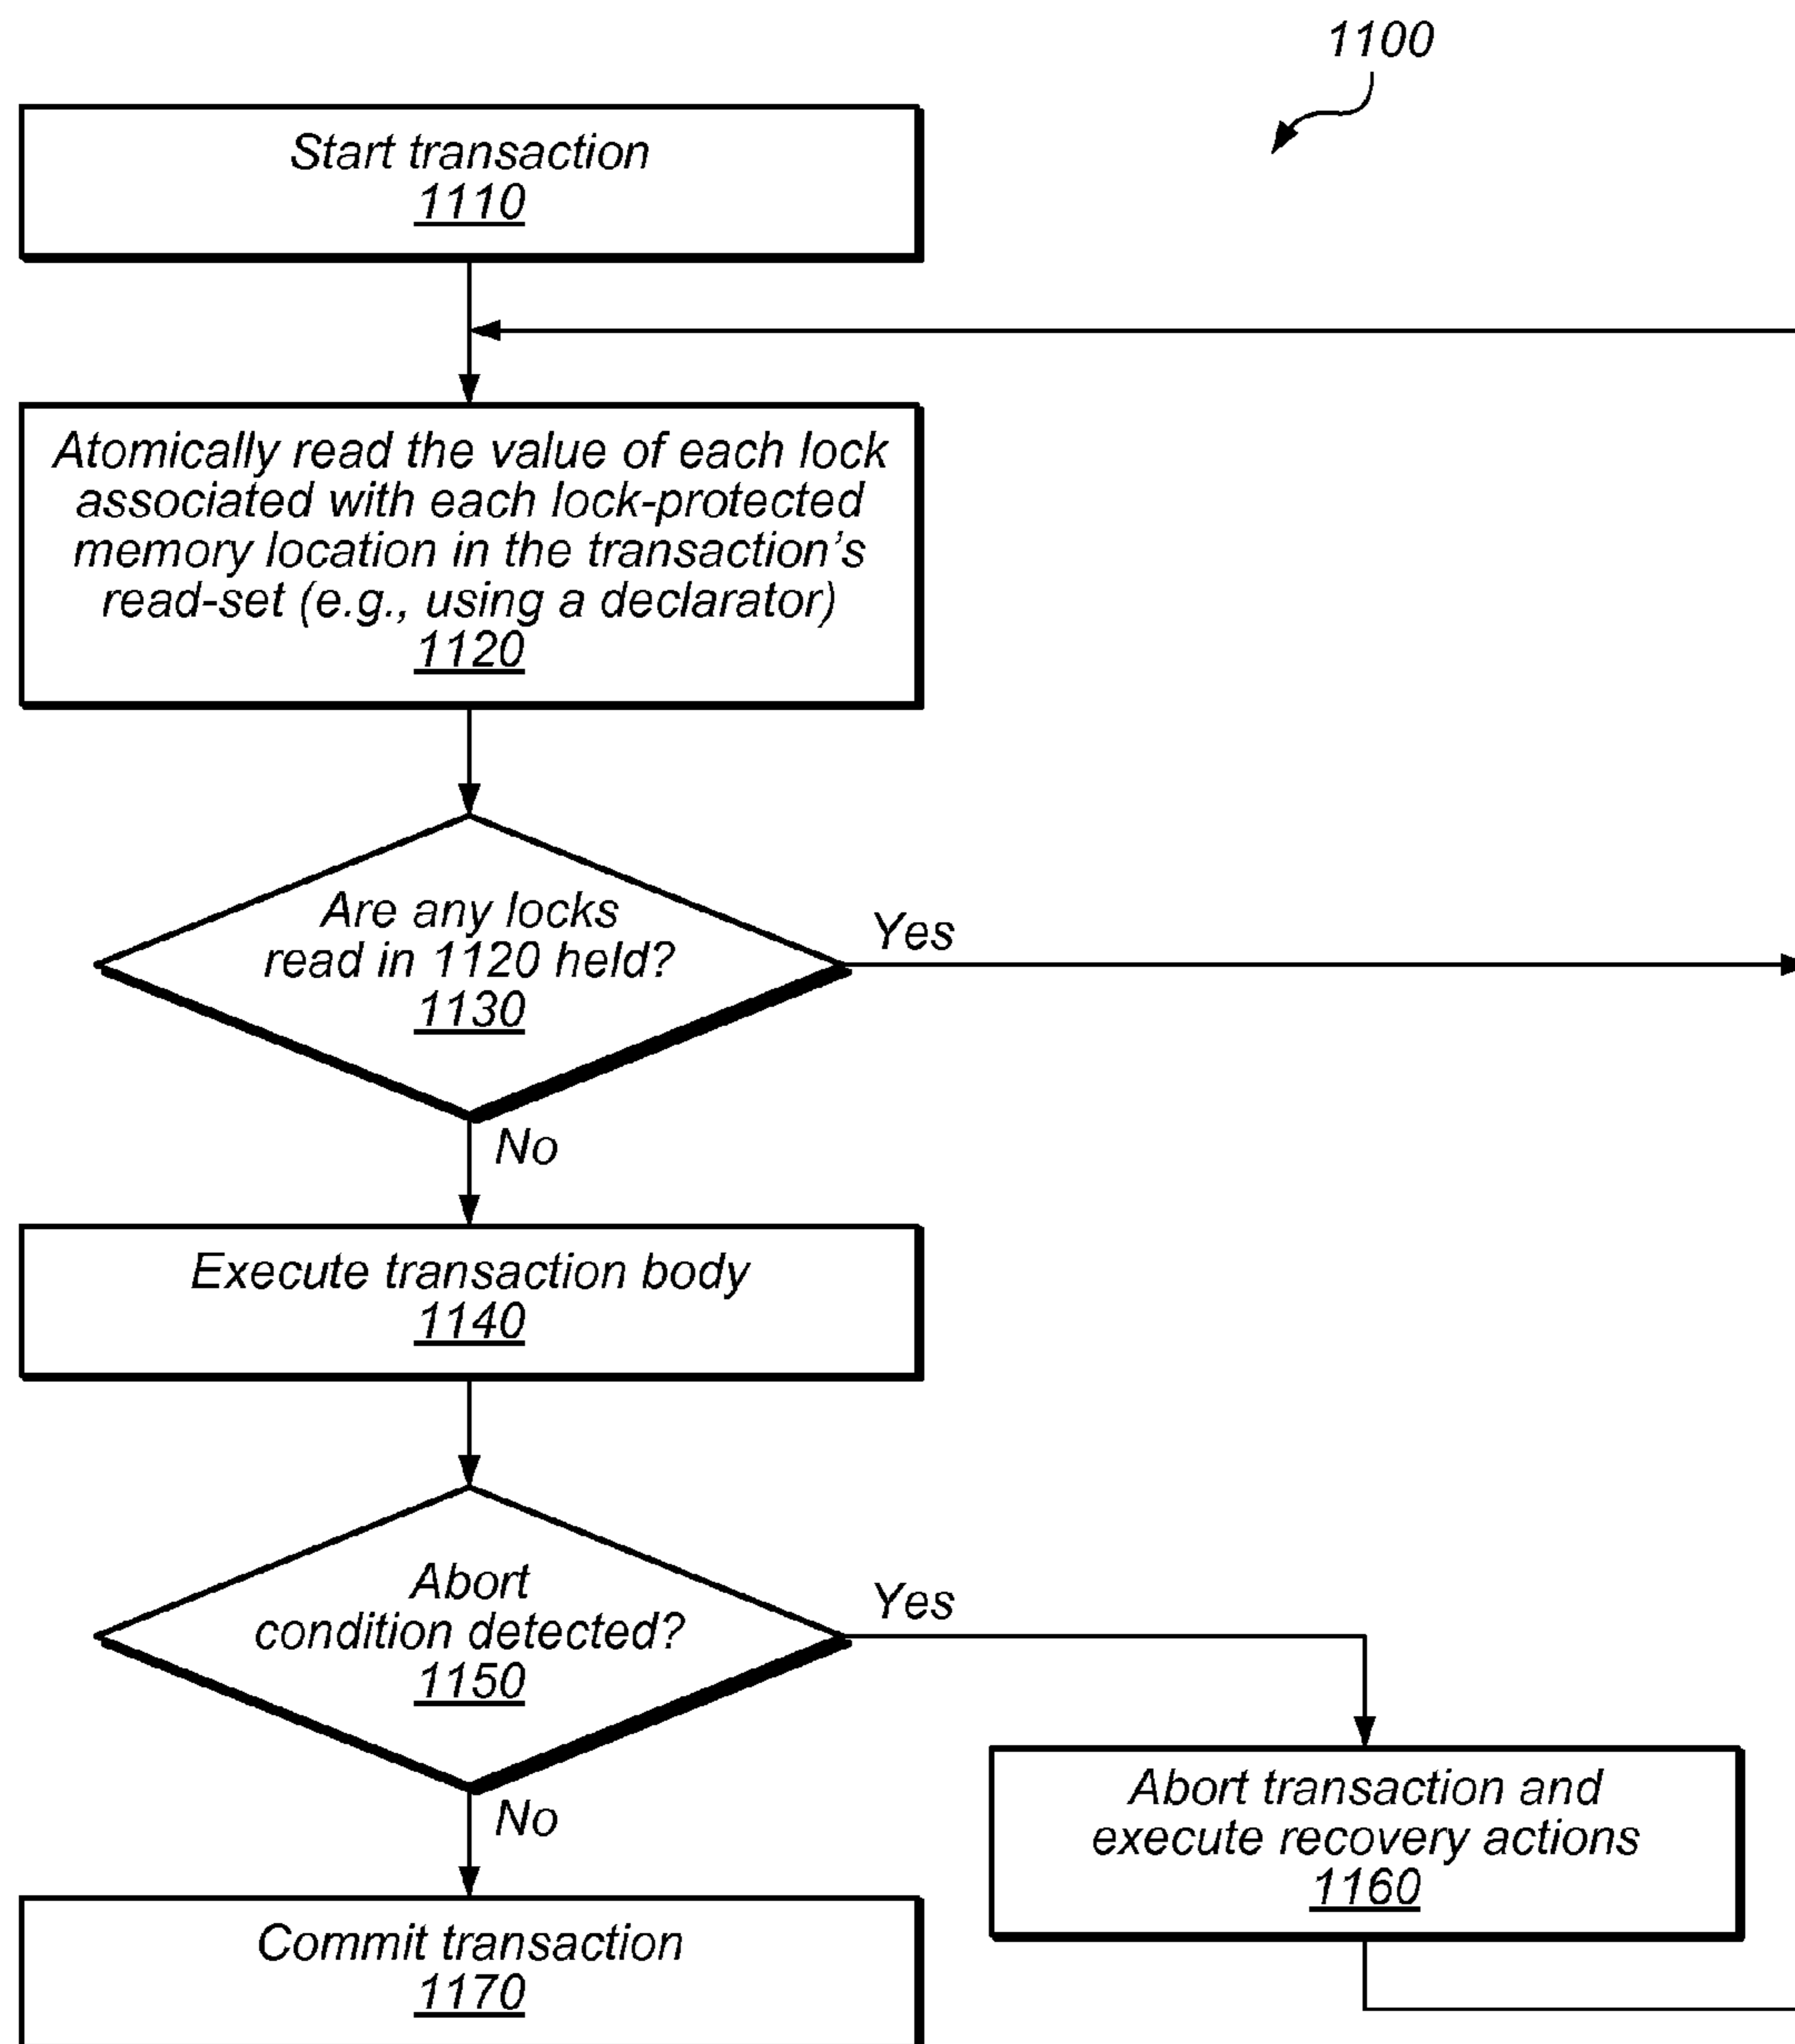 1100
Start transaction
1110
Atomically read the value of each lock
associated with each lock-protected
memory location in the transaction's
read-set (e.g., using a declarator)
1120
Are any locks
read in 1120 held?
1130
Yes
No
Execute transaction body
1140
Abort
condition detected?
1150
Yes
No
Abort transaction and
execute recovery actions
1160
Commit transaction
1170